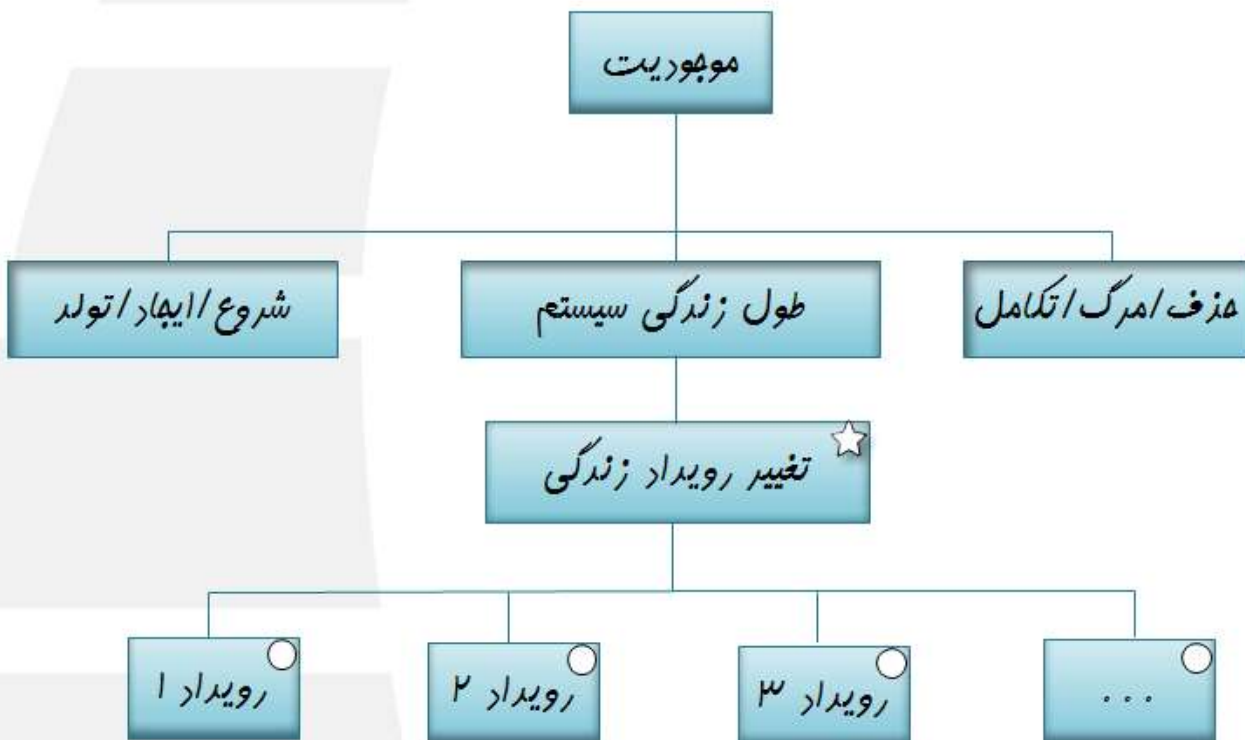 موجودیت
شروع/ایجاد/تولد
طول زندگی سیستم
حذف/مرگ/تکامل
تغییر رویداد زندگی
رویداد ۱
رویداد ۲
رویداد ۳
...